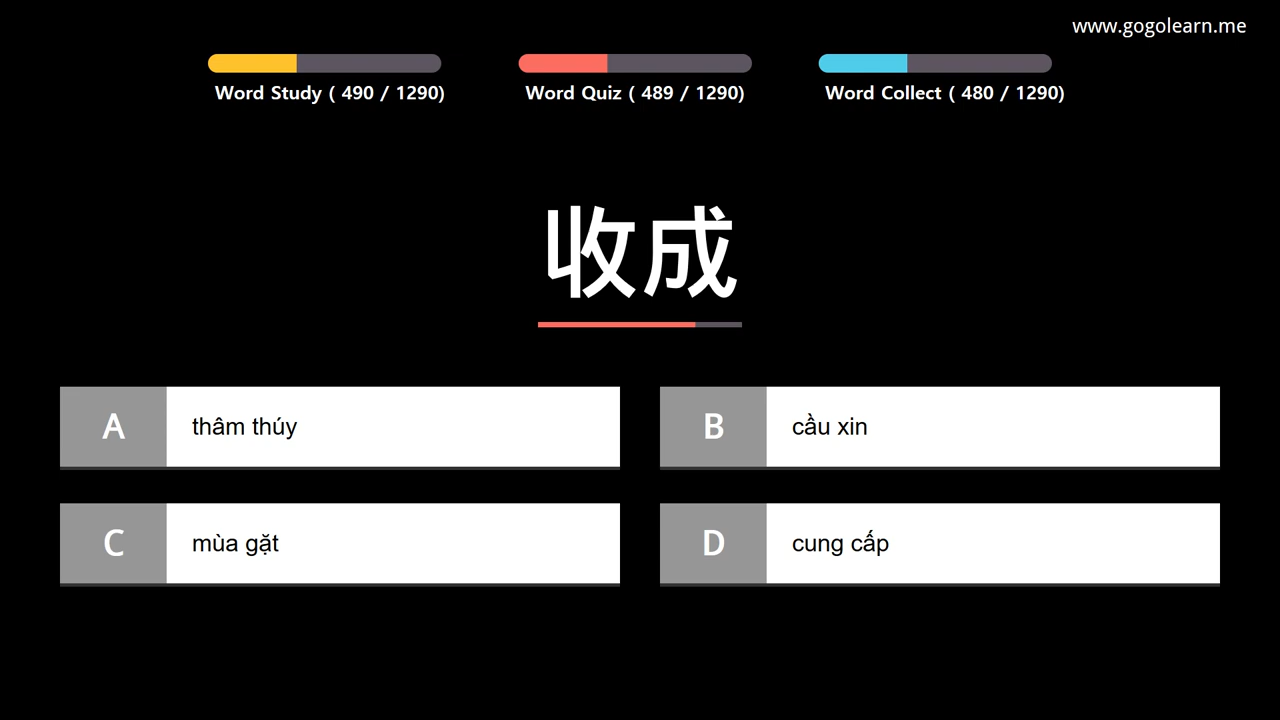 www.gogolearn.me
Word Study ( 490 / 1290)
Word Quiz ( 489 / 1290)
Word Collect ( 480 / 1290)
收成
A
thâm thúy
B
cầu xin
C
mùa gặt
D
cung cấp